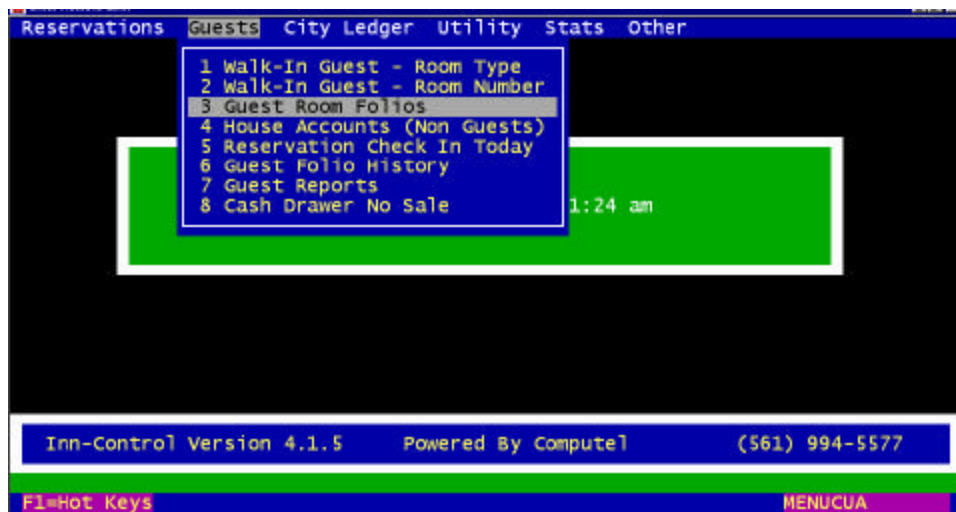 Reservations Guests City Ledger Utility Stats Other
1 Walk-In Guest - Room Type
2 Walk-In Guest - Room Number
3 Guest Room Folios
4 House Accounts (Non Guests)
5 Reservation Check In Today
6 Guest Folio History
7 Guest Reports
8 Cash Drawer No Sale
1:24 am
Inn-Control Version 4.1.5 Powered By Computel (561) 994-5577
F1=Hot Keys MENUCUA